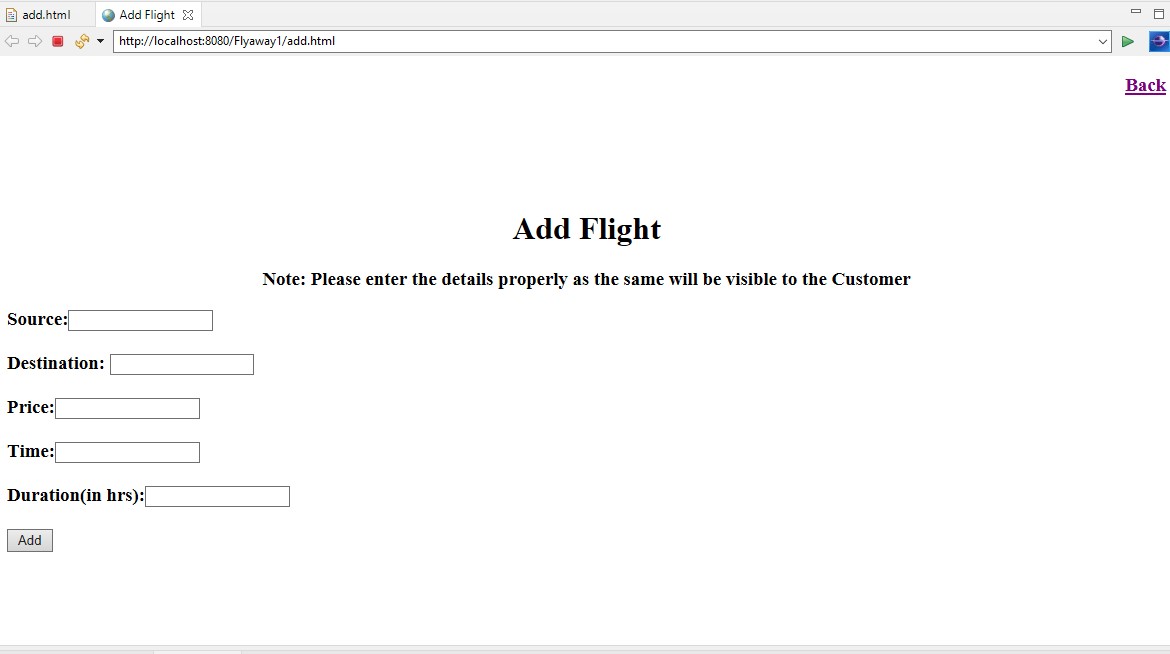 add.html
Add Flight
http://localhost:8080/Flyaway1/add.html
Back
Add Flight
Note: Please enter the details properly as the same will be visible to the Customer
Source:
Destination:
Price:
Time:
Duration(in hrs):
Add